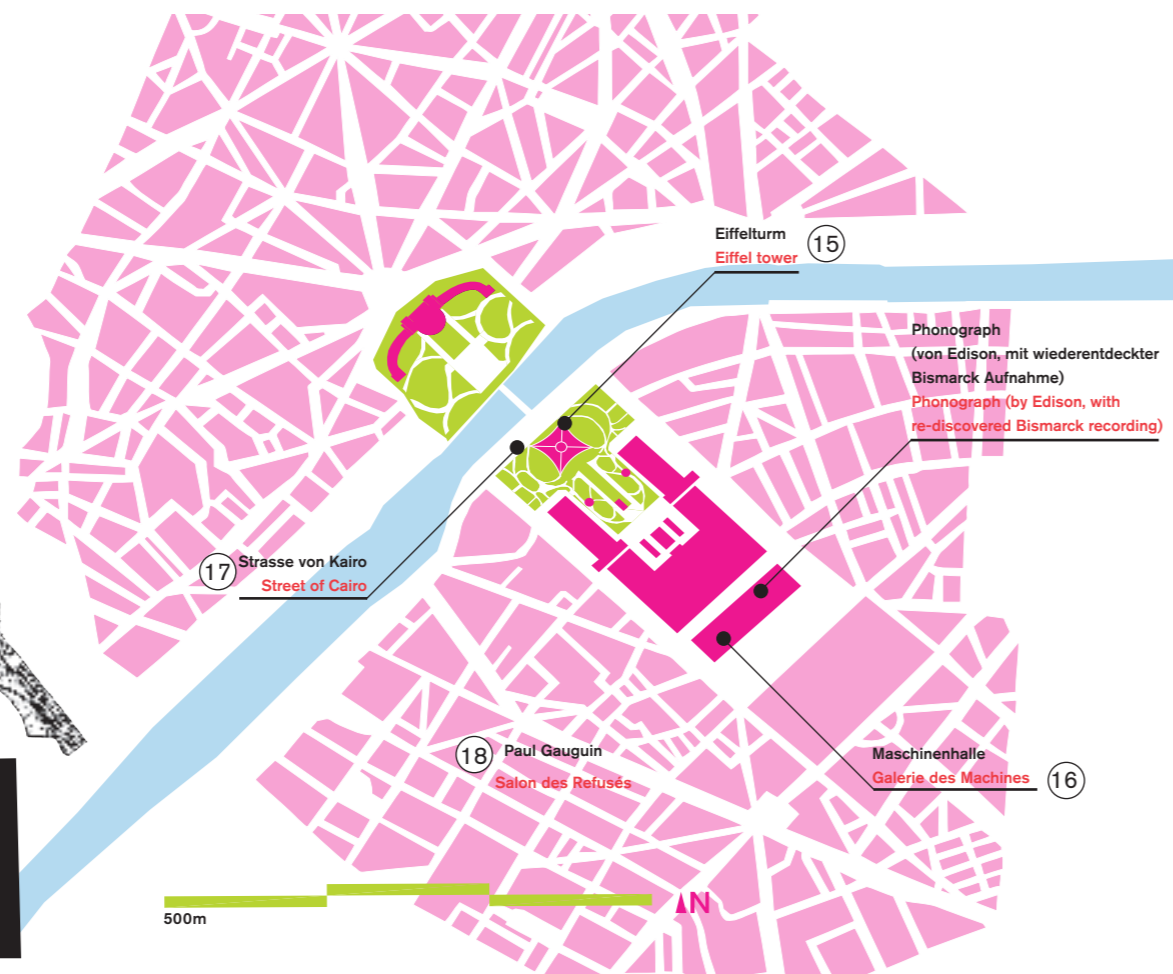 Eiffelturm
Eiffel tower
15
Phonograph
(von Edison, mit wiederentdeckter
Bismarck Aufnahme)
Phonograph (by Edison, with
re-discovered Bismarck recording)
17
Strasse von Kairo
Street of Cairo
18
Paul Gauguin
Salon des Refusés
Maschinenhalle
Galerie des Machines
16
500m
N